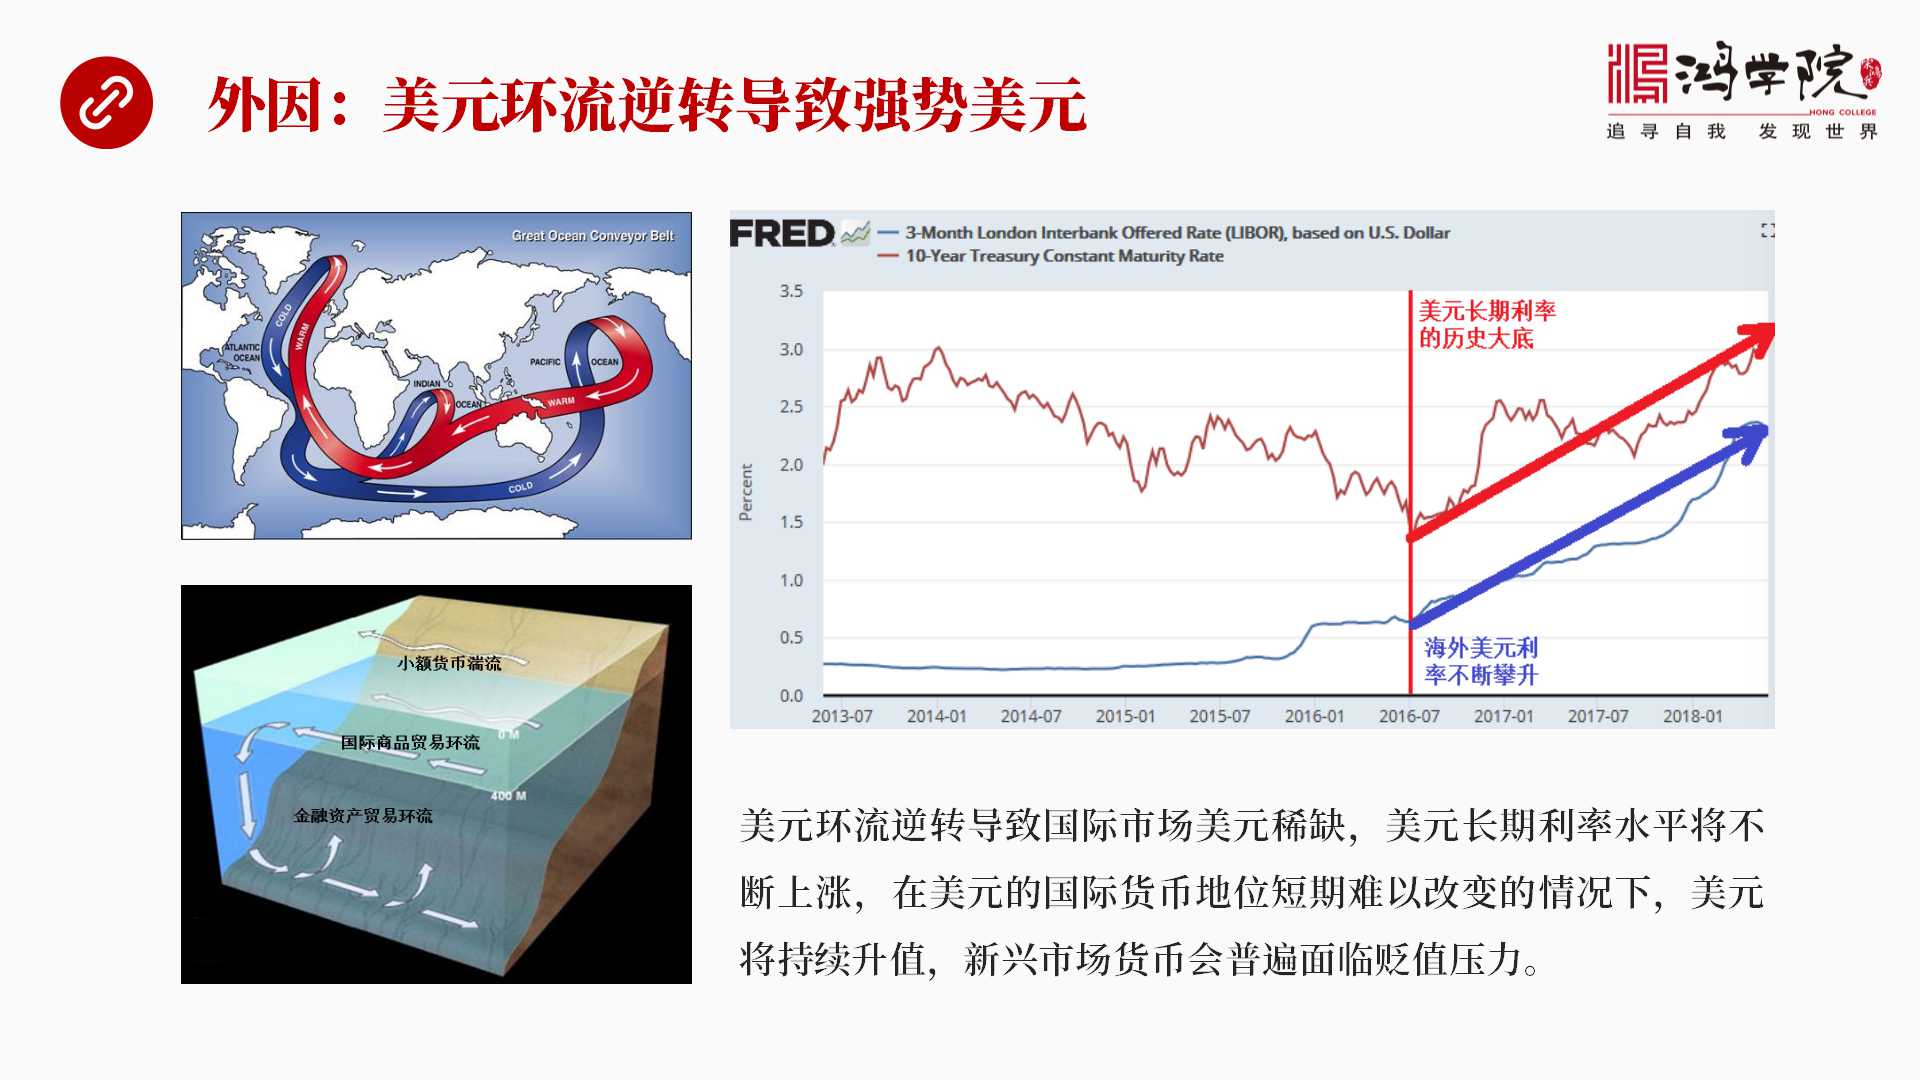 外因：美元环流逆转导致强势美元
鸿学院
HONG COLLEGE
追寻自我 发现世界
Great Ocean Conveyor Belt
COLD
WARM
ATLANTIC
OCEAN
PACIFIC
OCEAN
INDIAN
OCEAN
WARM
COLD
小额货币湍流
0 M
国际商品贸易环流
400 M
金融资产贸易环流
FRED
3-Month London Interbank Offered Rate (LIBOR), based on U.S. Dollar
10-Year Treasury Constant Maturity Rate
美元长期利率
的历史大底
海外美元利
率不断攀升
Percent
3.5
3.0
2.5
2.0
1.5
1.0
0.5
0.0
2013-07 2014-01 2014-07 2015-01 2015-07 2016-01 2016-07 2017-01 2017-07 2018-01
美元环流逆转导致国际市场美元稀缺，美元长期利率水平将不
断上涨，在美元的国际货币地位短期难以改变的情况下，美元
将持续升值，新兴市场货币会普遍面临贬值压力。